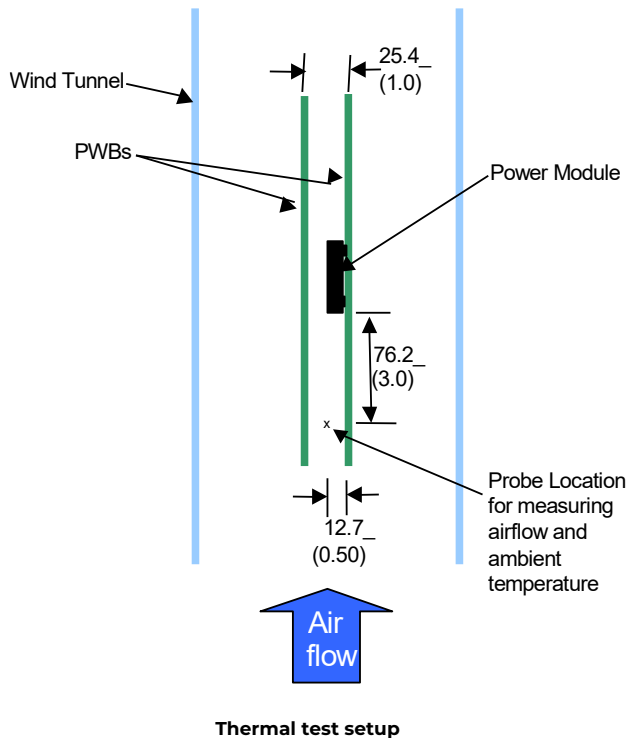 25.4_
(1.0)
Wind Tunnel
PWBs
Power Module
76.2_
(3.0)
x
Probe Location
for measuring
airflow and
ambient
temperature
12.7_
(0.50)
Air
flow
Thermal test setup